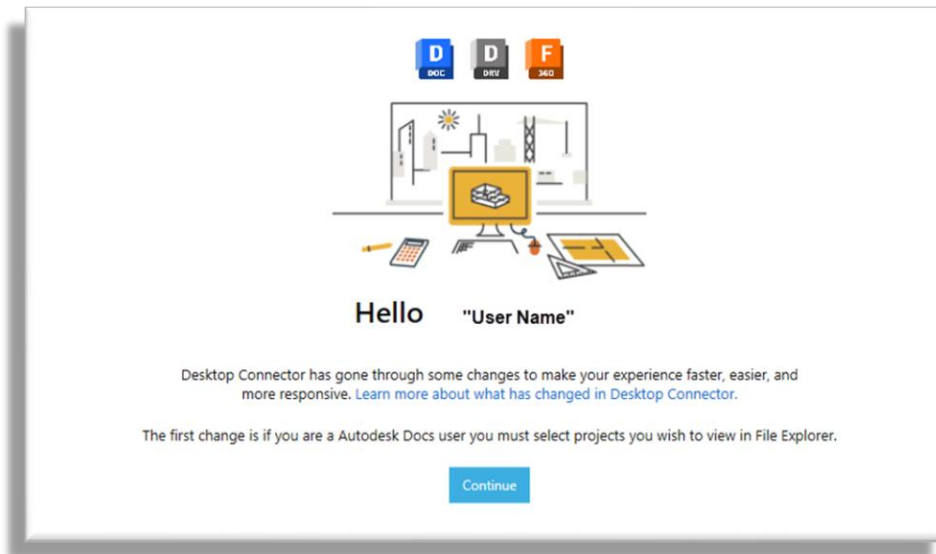 D D F
DOC DRV 360
Hello "User Name"
Desktop Connector has gone through some changes to make your experience faster, easier, and
more responsive. Learn more about what has changed in Desktop Connector.
The first change is if you are a Autodesk Docs user you must select projects you wish to view in File Explorer.
Continue